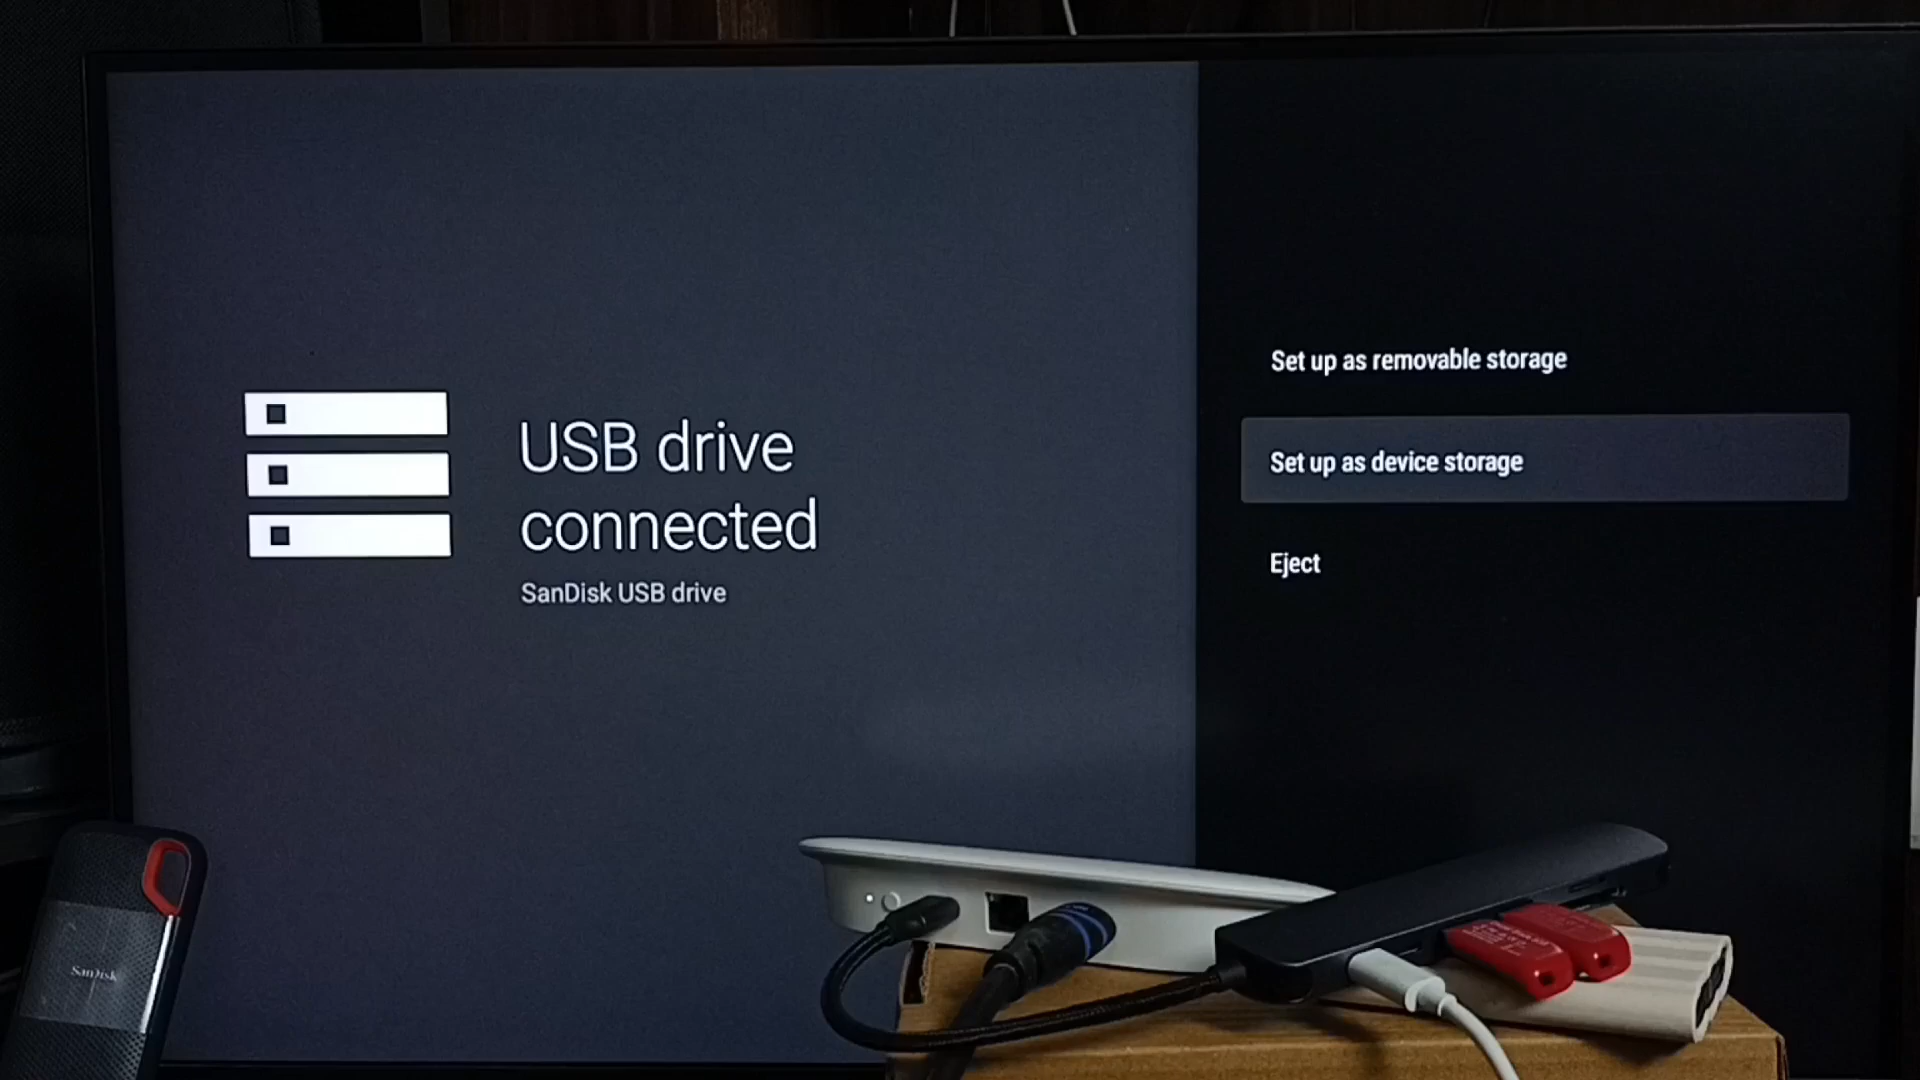 USB drive
connected
SanDisk USB drive
Set up as removable storage
Set up as device storage
Eject
SanDisk